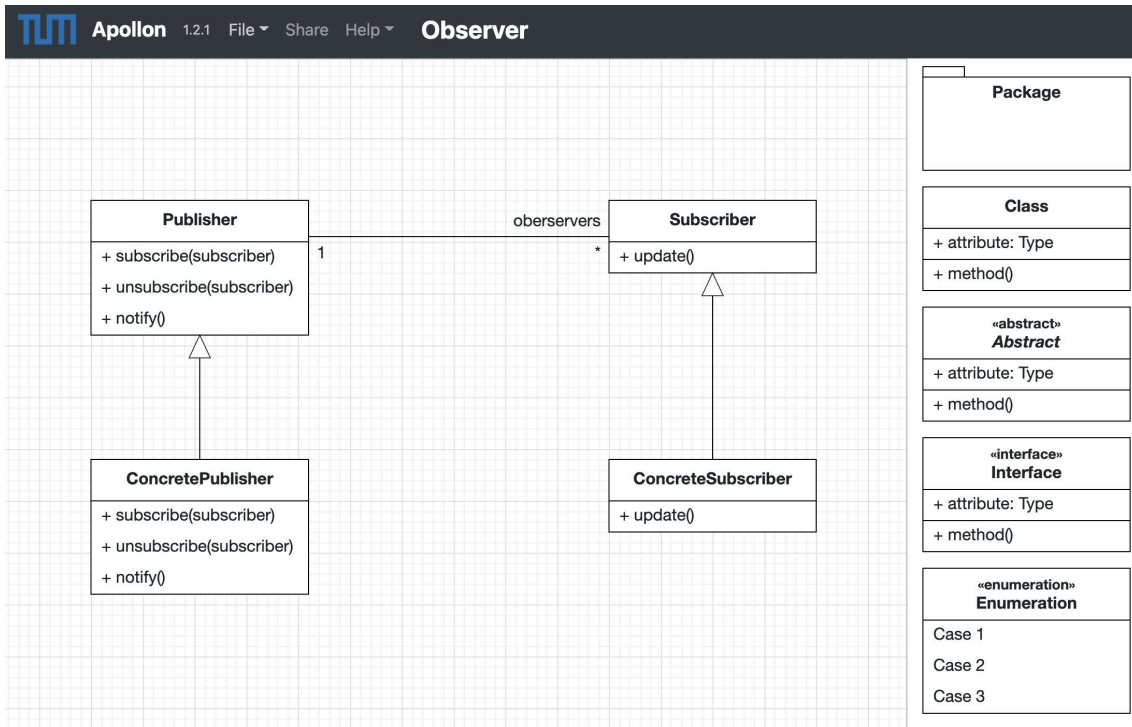 TUM Apollon 1.2.1 File Share Help Observer
Publisher
+ subscribe(subscriber)
+ unsubscribe(subscriber)
+ notify()
oberservers
1
*
Subscriber
+ update()
ConcretePublisher
+ subscribe(subscriber)
+ unsubscribe(subscriber)
+ notify()
ConcreteSubscriber
+ update()
Package
Class
+ attribute: Type
+ method()
«abstract»
Abstract
+ attribute: Type
+ method()
«interface»
Interface
+ attribute: Type
+ method()
«enumeration»
Enumeration
Case 1
Case 2
Case 3